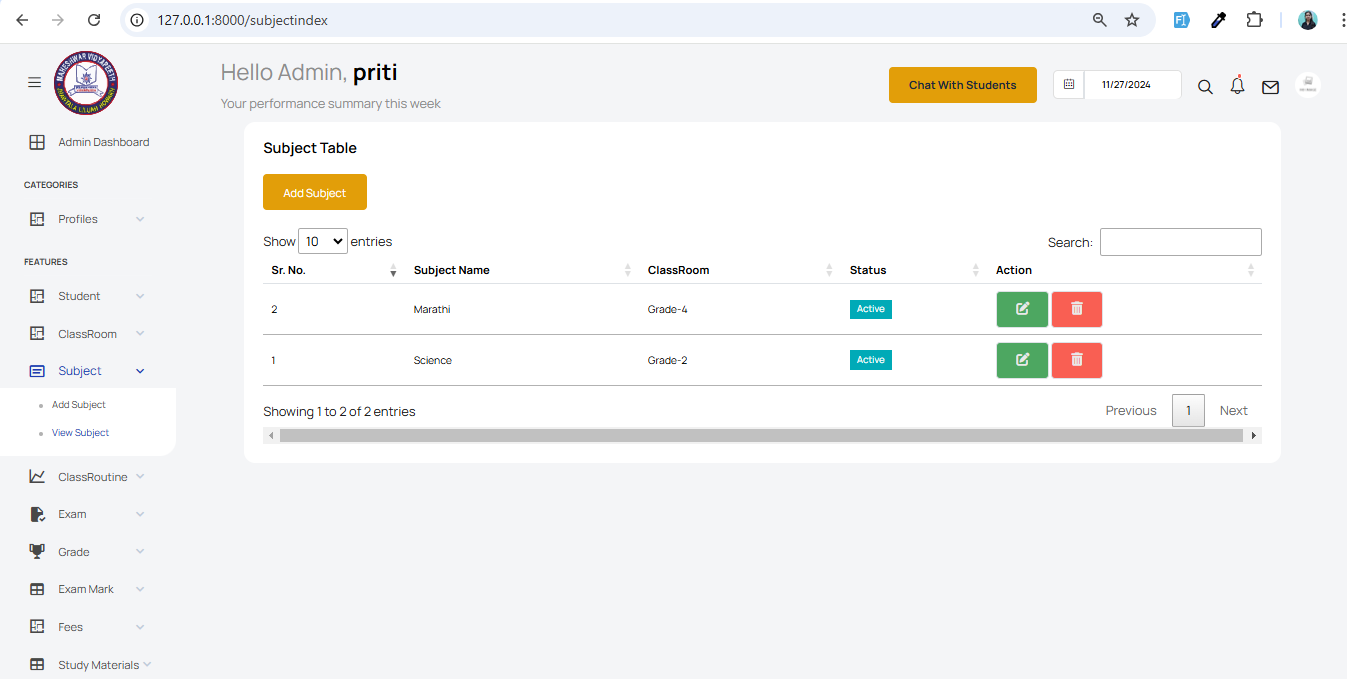 127.0.0.1:8000/subjectindex
Hello Admin, priti
Your performance summary this week
Chat With Students
11/27/2024
Admin Dashboard
CATEGORIES
Profiles
FEATURES
Student
ClassRoom
Subject
Add Subject
View Subject
ClassRoutine
Exam
Grade
Exam Mark
Fees
Study Materials
Subject Table
Add Subject
Show 10 entries
Search:
Sr. No. Subject Name ClassRoom Status Action
2 Marathi Grade-4 Active
1 Science Grade-2 Active
Showing 1 to 2 of 2 entries
Previous 1 Next